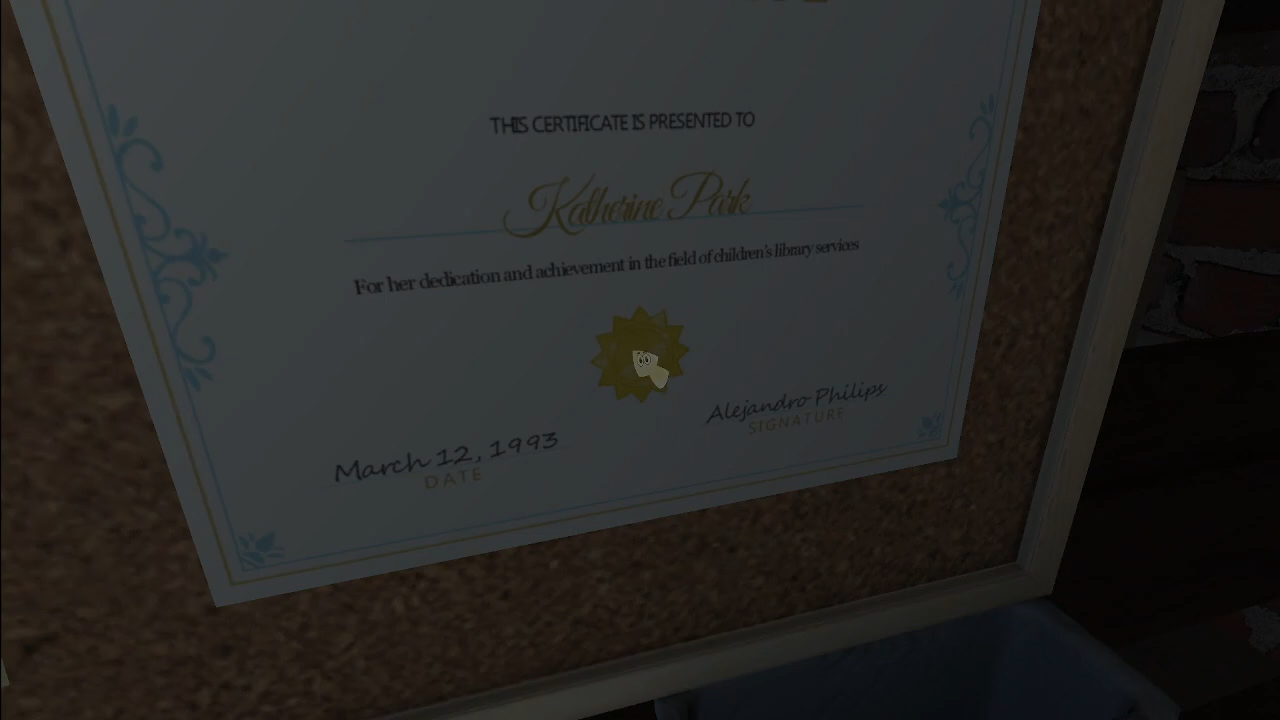 THIS CERTIFICATE IS PRESENTED TO
Katherine Park
For her dedication and achievement in the field of children's library services
Alejandro Philips
SIGNATURE
March 12, 1993
DATE